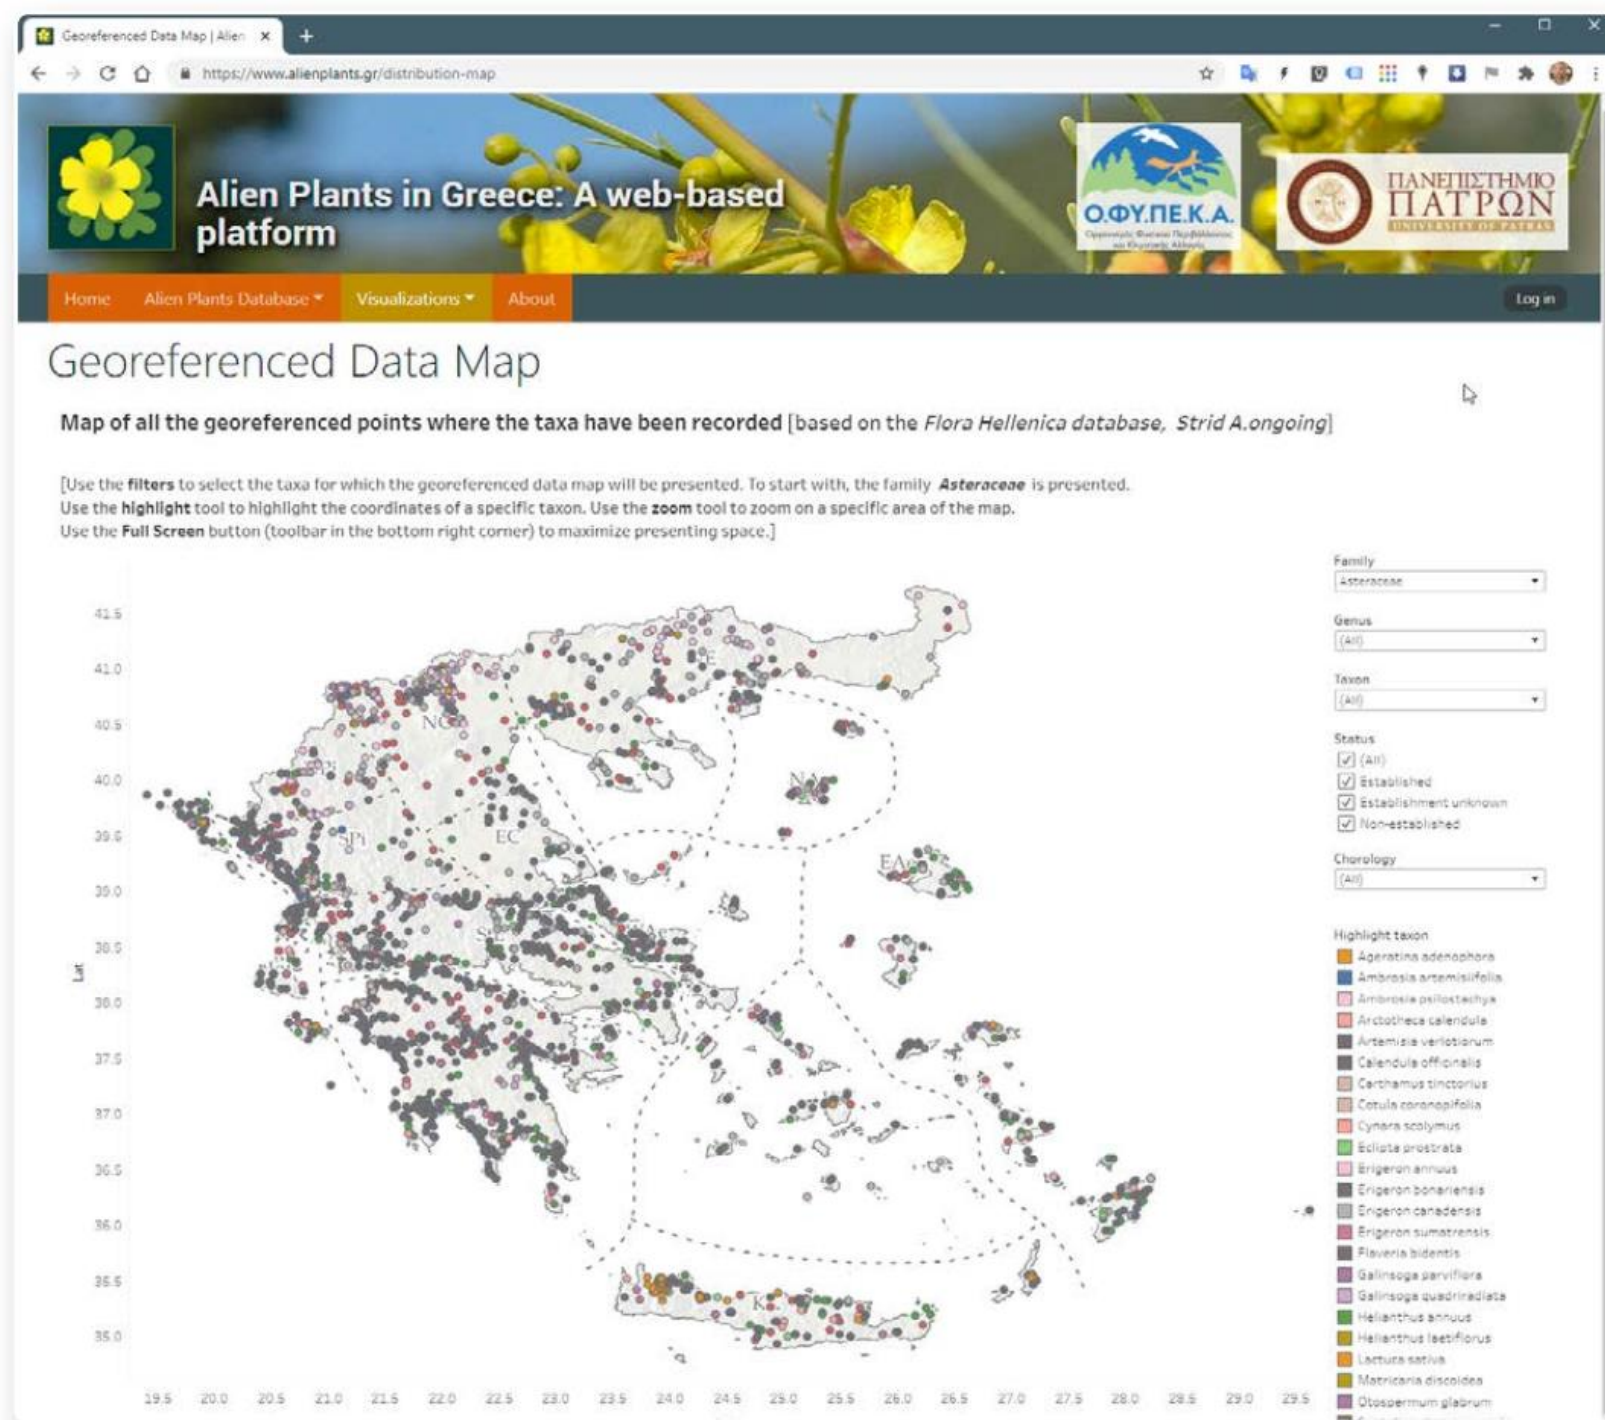 Georeferenced Data Map | Alien
https://www.alienplants.gr/distribution-map
Alien Plants in Greece: A web-based
platform
Ο.ΦΥ.ΠΕ.Κ.Α.
Οργανισμός Φυσικού Περιβάλλοντος
και Κλιματικής Αλλαγής
ΠΑΝΕΠΙΣΤΗΜΙΟ
ΠΑΤΡΩΝ
UNIVERSITY OF PATRAS
Home Alien Plants Database Visualizations About Log in
Georeferenced Data Map
Map of all the georeferenced points where the taxa have been recorded [based on the Flora Hellenica database, Strid A.ongoing]
[Use the filters to select the taxa for which the georeferenced data map will be presented. To start with, the family Asteraceae is presented.
Use the highlight tool to highlight the coordinates of a specific taxon. Use the zoom tool to zoom on a specific area of the map.
Use the Full Screen button (toolbar in the bottom right corner) to maximize presenting space.]
Family
Asteraceae
Genus
(All)
Taxon
(All)
Status
(All)
Established
Establishment unknown
Non-established
Chorology
(All)
Highlight taxon
Ageratina adenophora
Ambrosia artemisiifolia
Ambrosia psilostachya
Arctotheca calendula
Artemisia verlotiorum
Calendula officinalis
Carthamus tinctorius
Cotula coronopifolia
Cynara scolymus
Eclipta prostrata
Erigeron annuus
Erigeron bonariensis
Erigeron canadensis
Erigeron sumatrensis
Flaveria bidentis
Galinsoga parviflora
Galinsoga quadriradiata
Helianthus annuus
Helianthus laetiflorus
Lactuca sativa
Matricaria discoidea
Otospermum glabrum
Lat
41.5
41.0
40.5
40.0
39.5
39.0
38.5
38.0
37.5
37.0
36.5
36.0
35.5
35.0
NC
SPi
EC
EAe
19.5 20.0 20.5 21.0 21.5 22.0 22.5 23.0 23.5 24.0 24.5 25.0 25.5 26.0 26.5 27.0 27.5 28.0 28.5 29.0 29.5